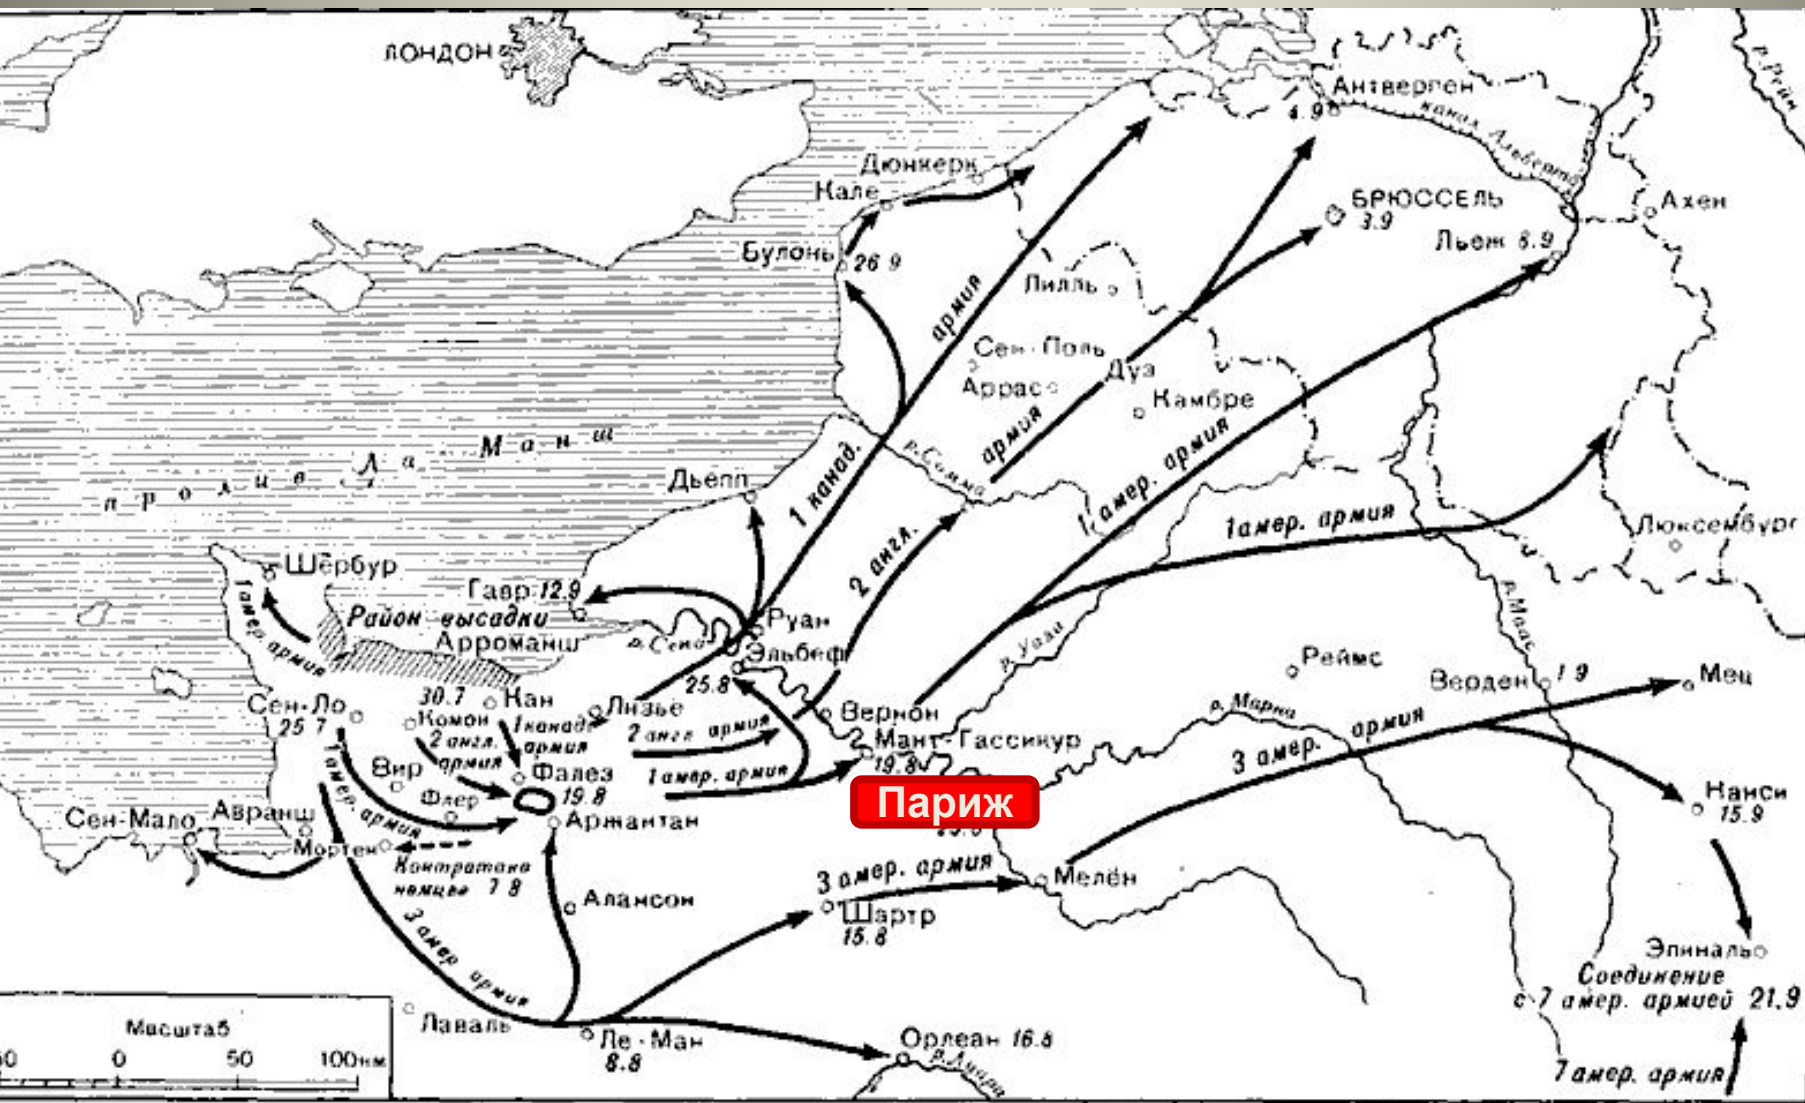 ЛОНДОН
р.Рейн
Антверпен
4.9
канал Альберта
Дюнкерк
Кале
БРЮССЕЛЬ
3.9
Ахен
Льеж 8.9
Булонь
26 9
Лилль
армия
Сен-Поль
Дуэ
Аррас
Камбре
армия
р.Сомма
1 амер. армия
пролив Ла-Манш
Дьепп
1 канад.
2 англ.
1 амер. армия
Люксембург
Шербур
Гавр 12.9
1 амер. армия
Район высадки
Арроманш
р.Сена
Руан
Эльбеф
25.8
р.Уаза
р.Маас
Реймс
Верден 1 9
Мец
Сен-Ло
25 7
30.7
Кан
Комон
2 англ.
армия
1 канад.
армия
Лизье
2 англ армия
Вернон
Мант-Гассикур
19.8
р.Марна
3 амер. армия
1 амер. армия
Вир
Флер
Фалез
19.8
1 амер. армия
Париж
Нанси
15.9
Сен-Мало
Авранш
Мортен
Аржантан
Контратака
немцев 7 8
3 амер. армия
Мелён
Алансон
Шартр
15.8
3 амер армия
Эпиналь
Соединение
с 7 амер. армией 21.9
Лаваль
Ле-Ман
8.8
Орлеан 16.8
р.Луара
7 амер. армия
Масштаб
0 50 100км